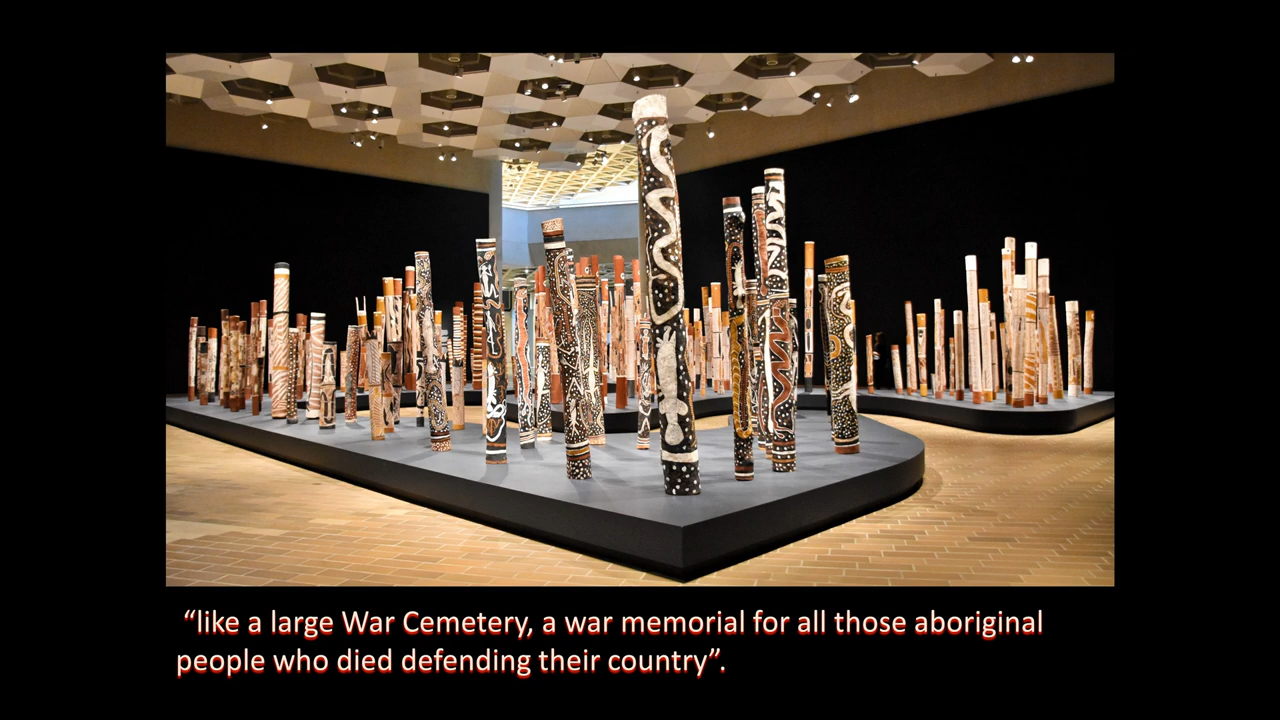 “like a large War Cemetery, a war memorial for all those aboriginal
people who died defending their country”.